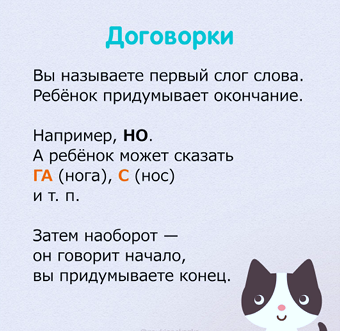 Договорки
Вы называете первый слог слова.
Ребёнок придумывает окончание.
Например, НО.
А ребёнок может сказать
ГА (нога), С (нос)
и т. п.
Затем наоборот —
он говорит начало,
вы придумываете конец.